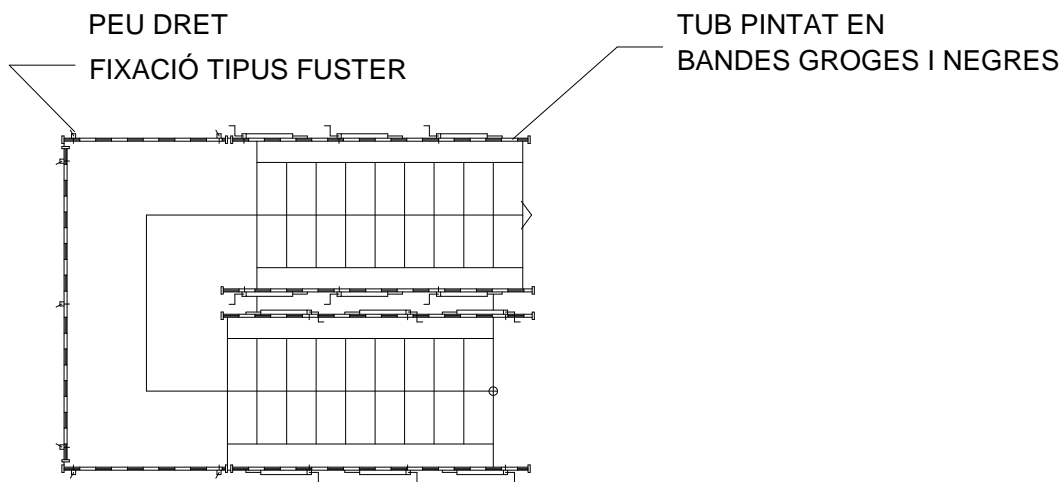 PEU DRET
FIXACIÓ TIPUS FUSTER
TUB PINTAT EN
BANDES GROGES I NEGRES